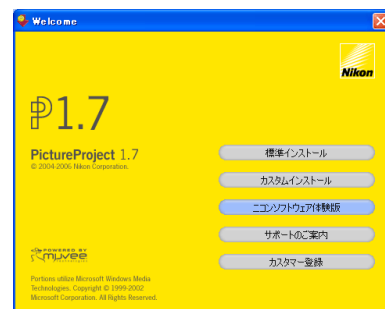 Welcome
Nikon
P1.7
PictureProject 1.7
© 2004-2006 Nikon Corporation.
標準インストール
カスタムインストール
ニコンソフトウェア体験版
サポートのご案内
カスタマー登録
POWERED BY
muvee
Portions utilize Microsoft Windows Media
Technologies. Copyright © 1999-2002
Microsoft Corporation. All Rights Reserved.